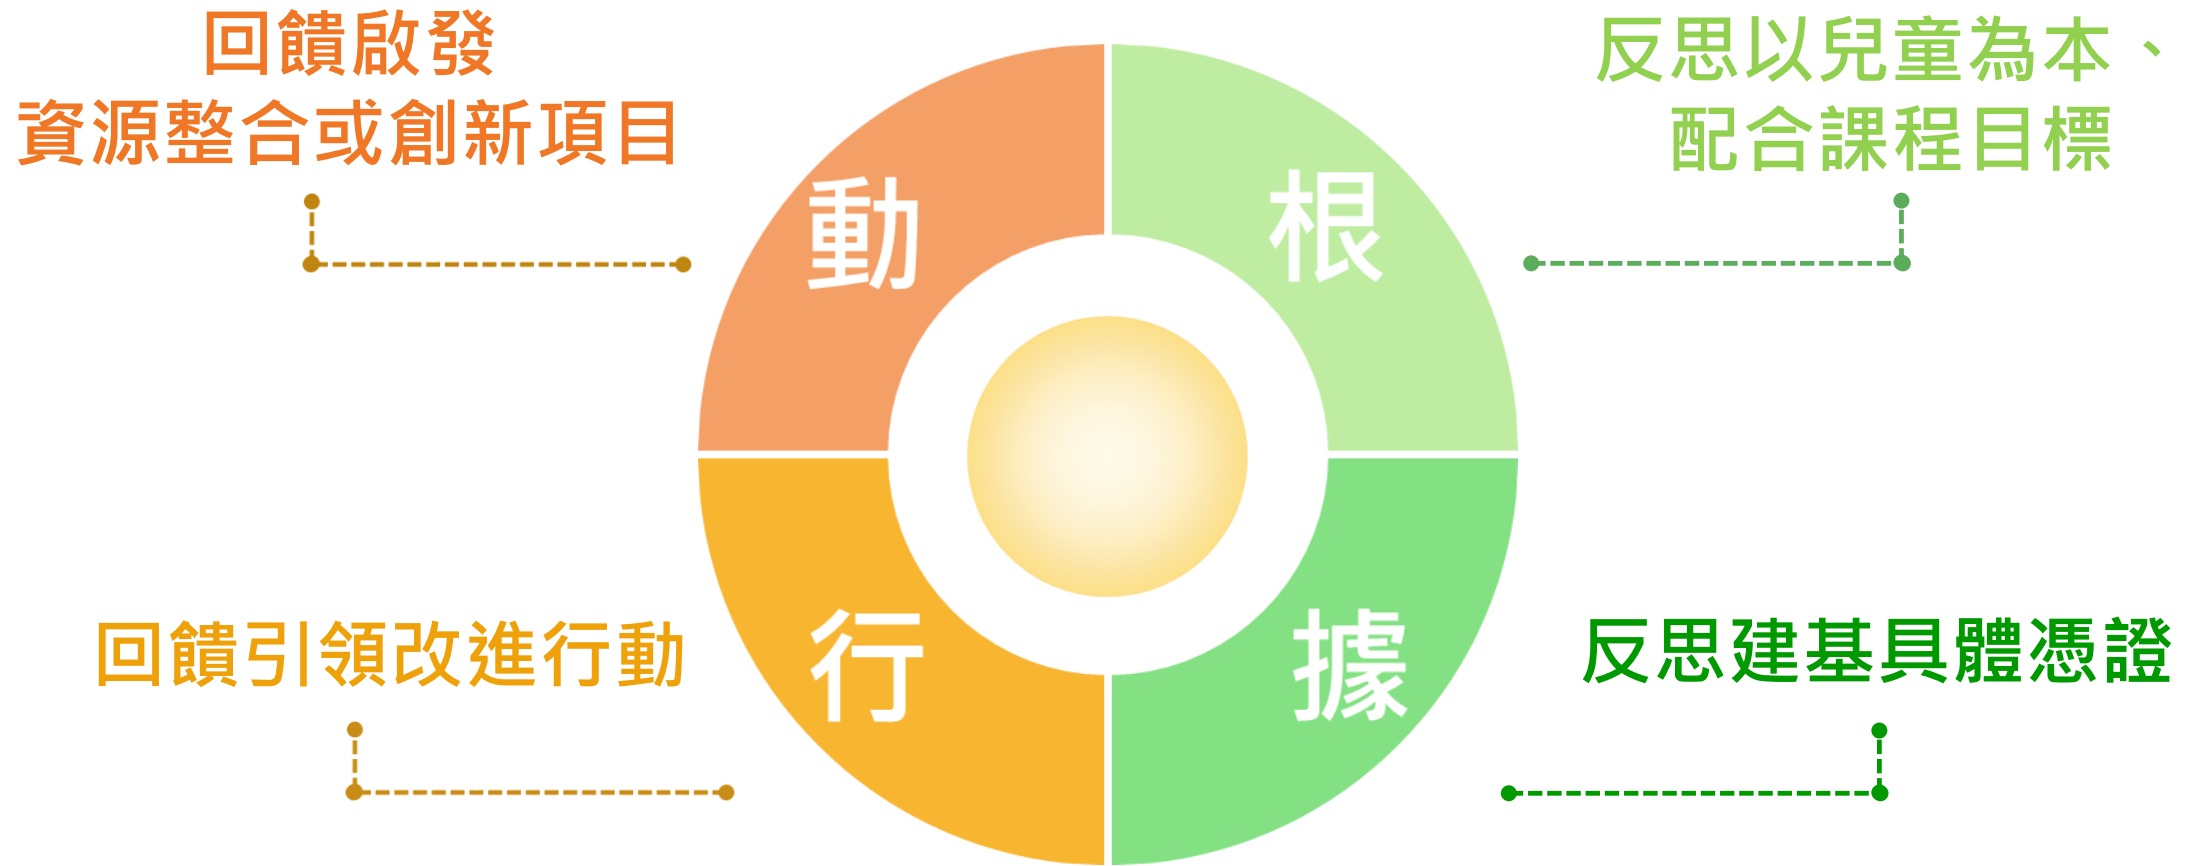 回饋啟發
資源整合或創新項目
反思以兒童為本、
配合課程目標
動
根
回饋引領改進行動
反思建基具體憑證
行
據